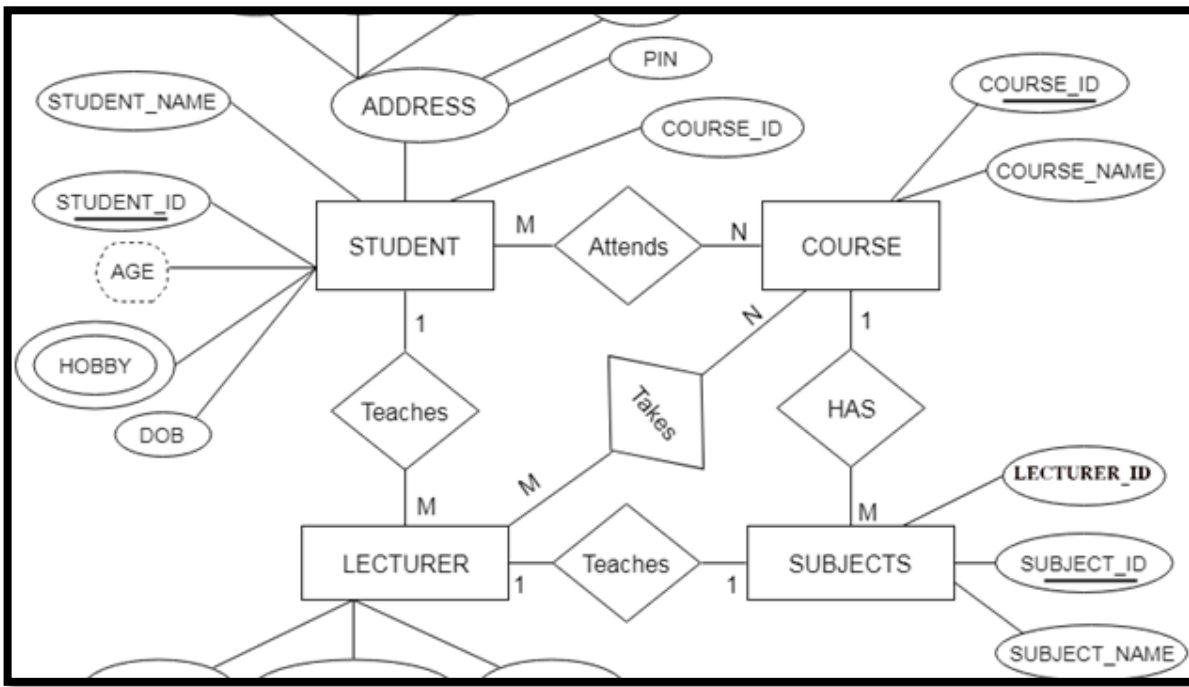 PIN
COURSE_ID
STUDENT_NAME
ADDRESS
COURSE_ID
COURSE_NAME
STUDENT_ID
STUDENT
M
Attends
N
COURSE
AGE
1
N
1
HOBBY
Teaches
Takes
HAS
DOB
LECTURER_ID
M
M
M
LECTURER
1
Teaches
1
SUBJECTS
SUBJECT_ID
SUBJECT_NAME